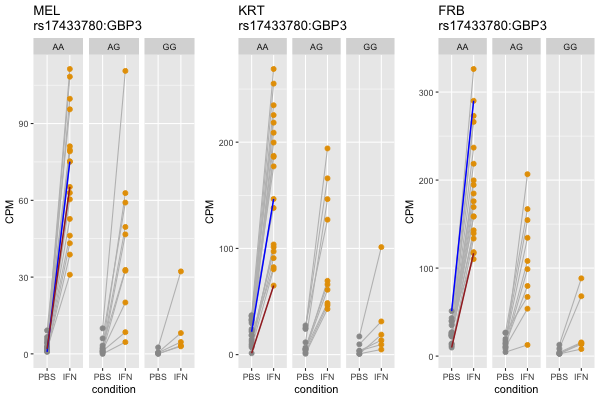 MEL
rs17433780:GBP3
AA AG GG
CPM
90
60
30
0
PBS IFN PBS IFN PBS IFN
condition
KRT
rs17433780:GBP3
AA AG GG
CPM
200
100
0
PBS IFN PBS IFN PBS IFN
condition
FRB
rs17433780:GBP3
AA AG GG
CPM
300
200
100
0
PBS IFN PBS IFN PBS IFN
condition